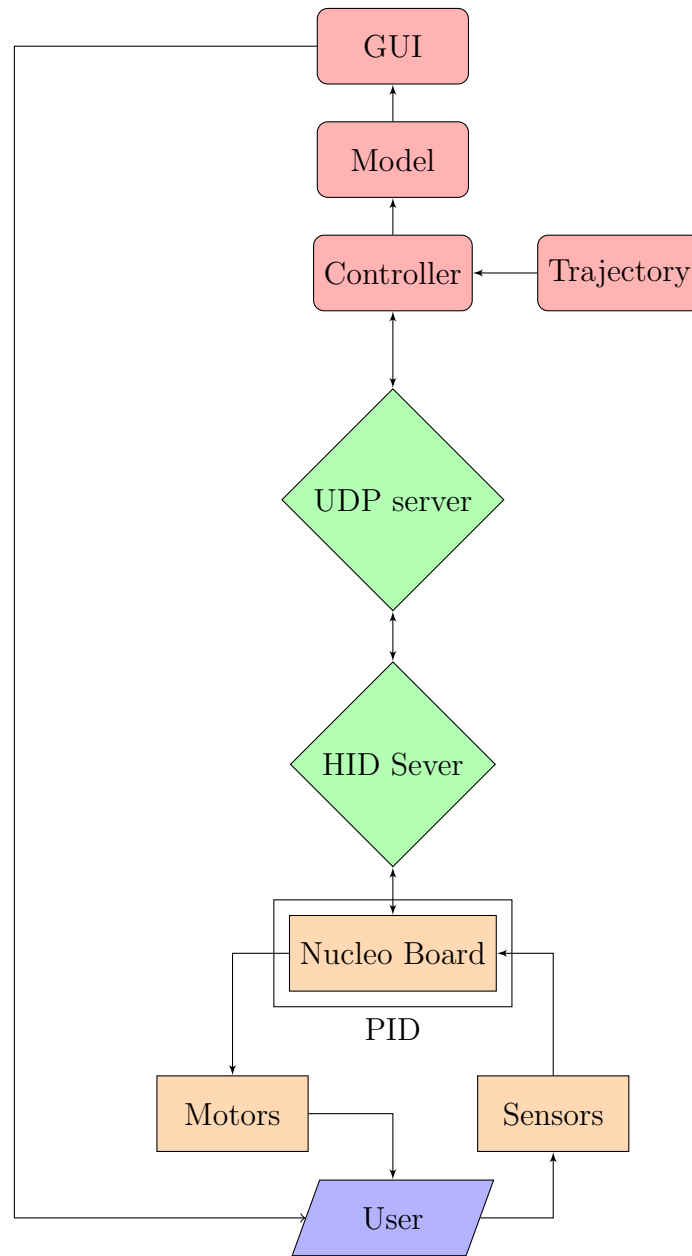 GUI
Model
Controller
Trajectory
UDP server
HID Sever
Nucleo Board
PID
Motors
Sensors
User